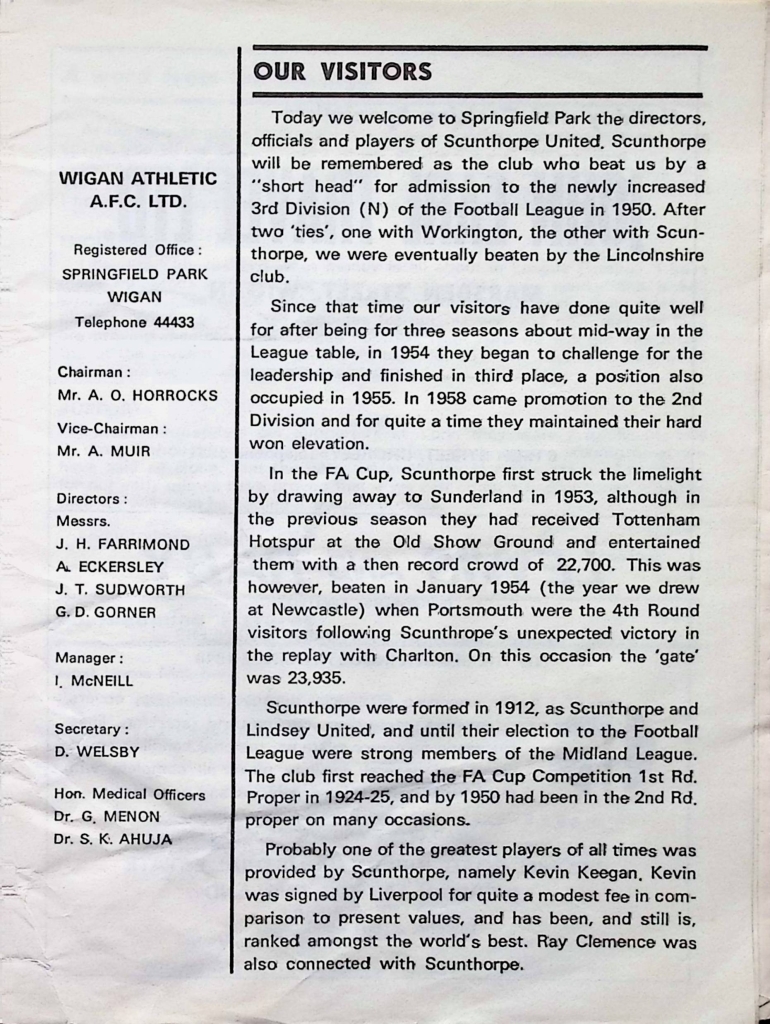 WIGAN ATHLETIC
A.F.C. LTD.
Registered Office :
SPRINGFIELD PARK
WIGAN
Telephone 44433
Chairman :
Mr. A. O. HORROCKS
Vice-Chairman :
Mr. A. MUIR
Directors :
Messrs.
J. H. FARRIMOND
A. ECKERSLEY
J. T. SUDWORTH
G. D. GORNER
Manager :
I. McNEILL
Secretary :
D. WELSBY
Hon. Medical Officers
Dr. G. MENON
Dr. S. K. AHUJA
OUR VISITORS
Today we welcome to Springfield Park the directors,
officials and players of Scunthorpe United. Scunthorpe
will be remembered as the club who beat us by a
"short head" for admission to the newly increased
3rd Division (N) of the Football League in 1950. After
two 'ties', one with Workington, the other with Scun-
thorpe, we were eventually beaten by the Lincolnshire
club.
Since that time our visitors have done quite well
for after being for three seasons about mid-way in the
League table, in 1954 they began to challenge for the
leadership and finished in third place, a position also
occupied in 1955. In 1958 came promotion to the 2nd
Division and for quite a time they maintained their hard
won elevation.
In the FA Cup, Scunthorpe first struck the limelight
by drawing away to Sunderland in 1953, although in
the previous season they had received Tottenham
Hotspur at the Old Show Ground and entertained
them with a then record crowd of 22,700. This was
however, beaten in January 1954 (the year we drew
at Newcastle) when Portsmouth were the 4th Round
visitors following Scunthrope's unexpected victory in
the replay with Charlton. On this occasion the 'gate'
was 23,935.
Scunthorpe were formed in 1912, as Scunthorpe and
Lindsey United, and until their election to the Football
League were strong members of the Midland League.
The club first reached the FA Cup Competition 1st Rd.
Proper in 1924-25, and by 1950 had been in the 2nd Rd.
proper on many occasions.
Probably one of the greatest players of all times was
provided by Scunthorpe, namely Kevin Keegan. Kevin
was signed by Liverpool for quite a modest fee in com-
parison to present values, and has been, and still is,
ranked amongst the world's best. Ray Clemence was
also connected with Scunthorpe.